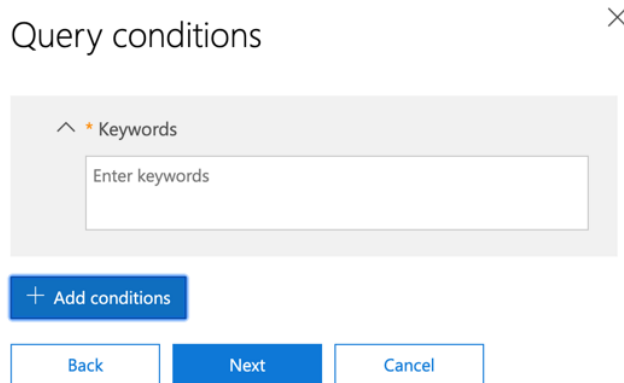 Query conditions
* Keywords
Enter keywords
+ Add conditions
Back
Next
Cancel